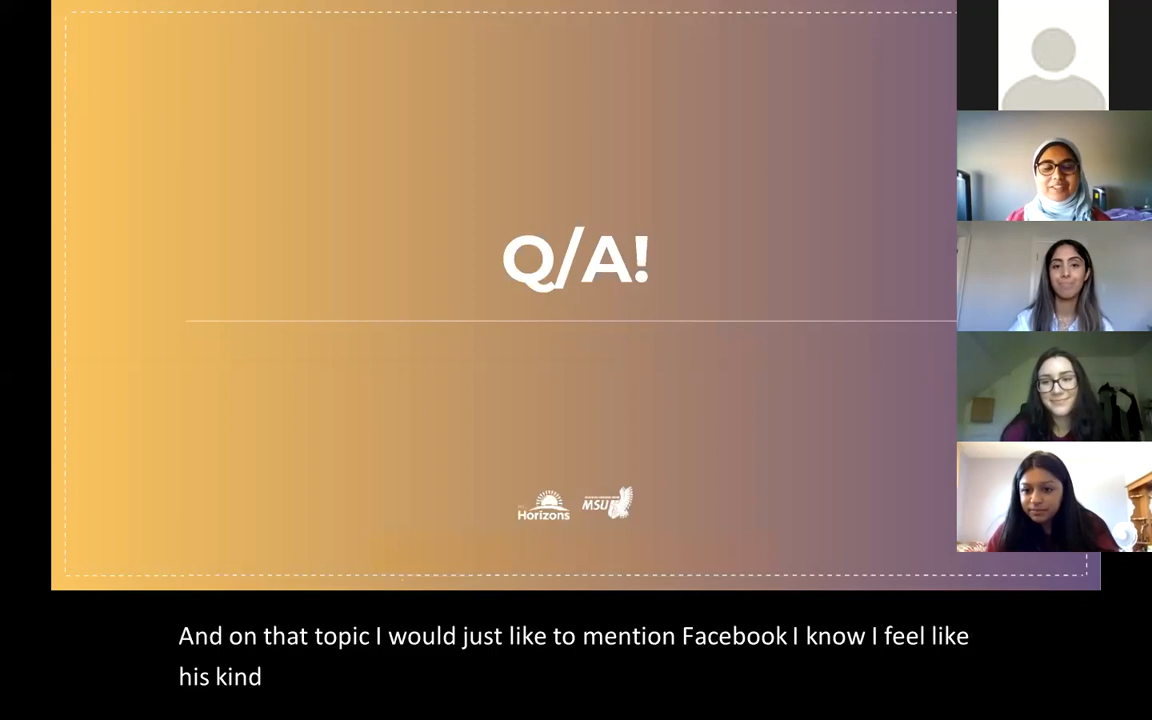 Q/A!
Horizons
MSU
And on that topic I would just like to mention Facebook I know I feel like
his kind